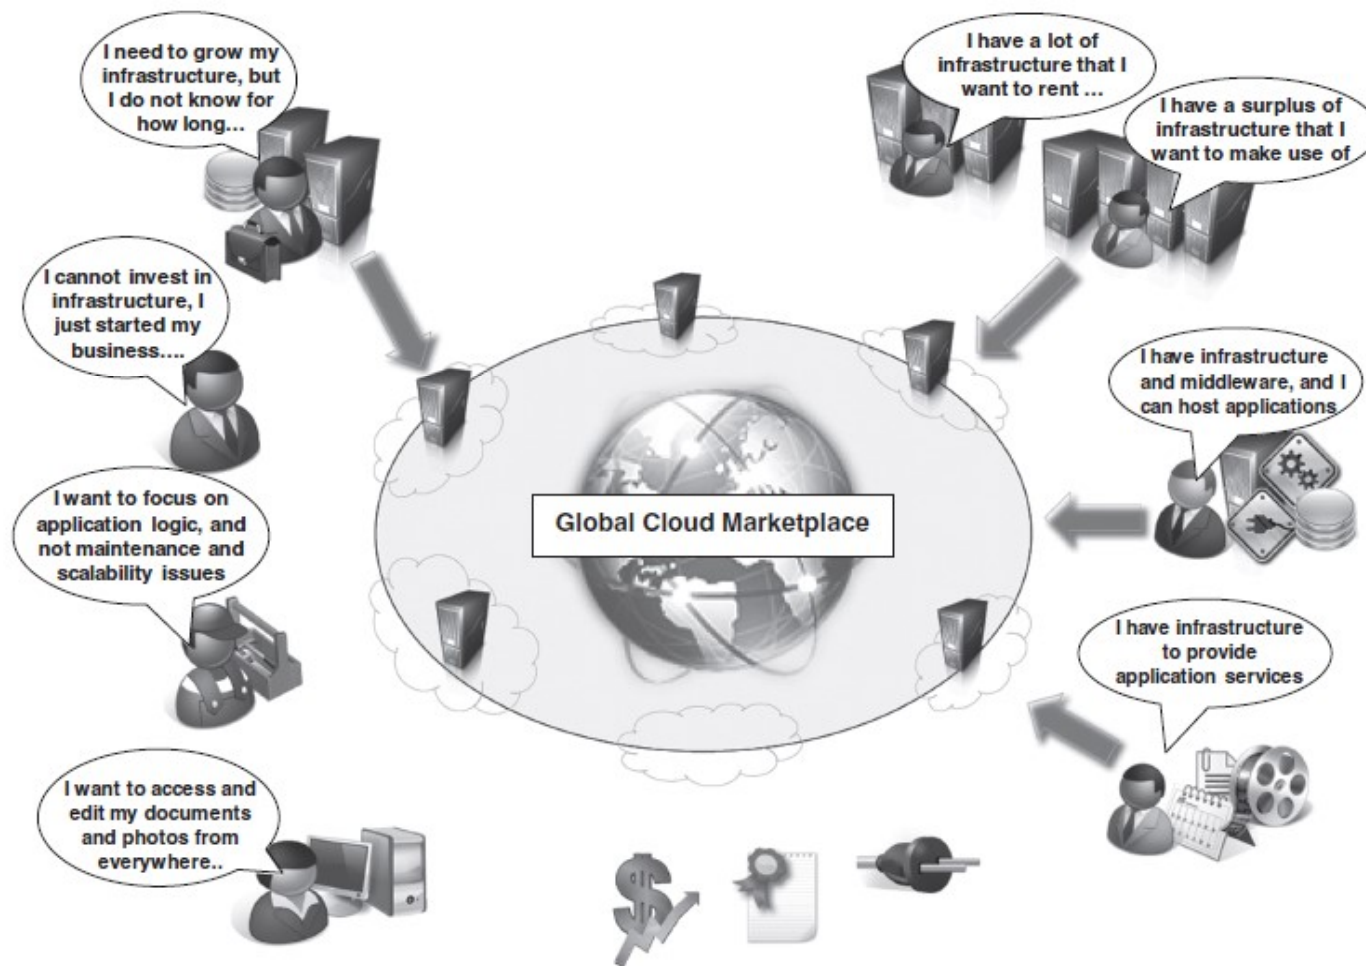 I need to grow my
infrastructure, but
I do not know for
how long...
I have a lot of
infrastructure that I
want to rent ...
I have a surplus of
infrastructure that I
want to make use of
I cannot invest in
infrastructure, I
just started my
business....
I have infrastructure
and middleware, and I
can host applications
I want to focus on
application logic, and
not maintenance and
scalability issues
Global Cloud Marketplace
I have infrastructure
to provide
application services
I want to access and
edit my documents
and photos from
everywhere..